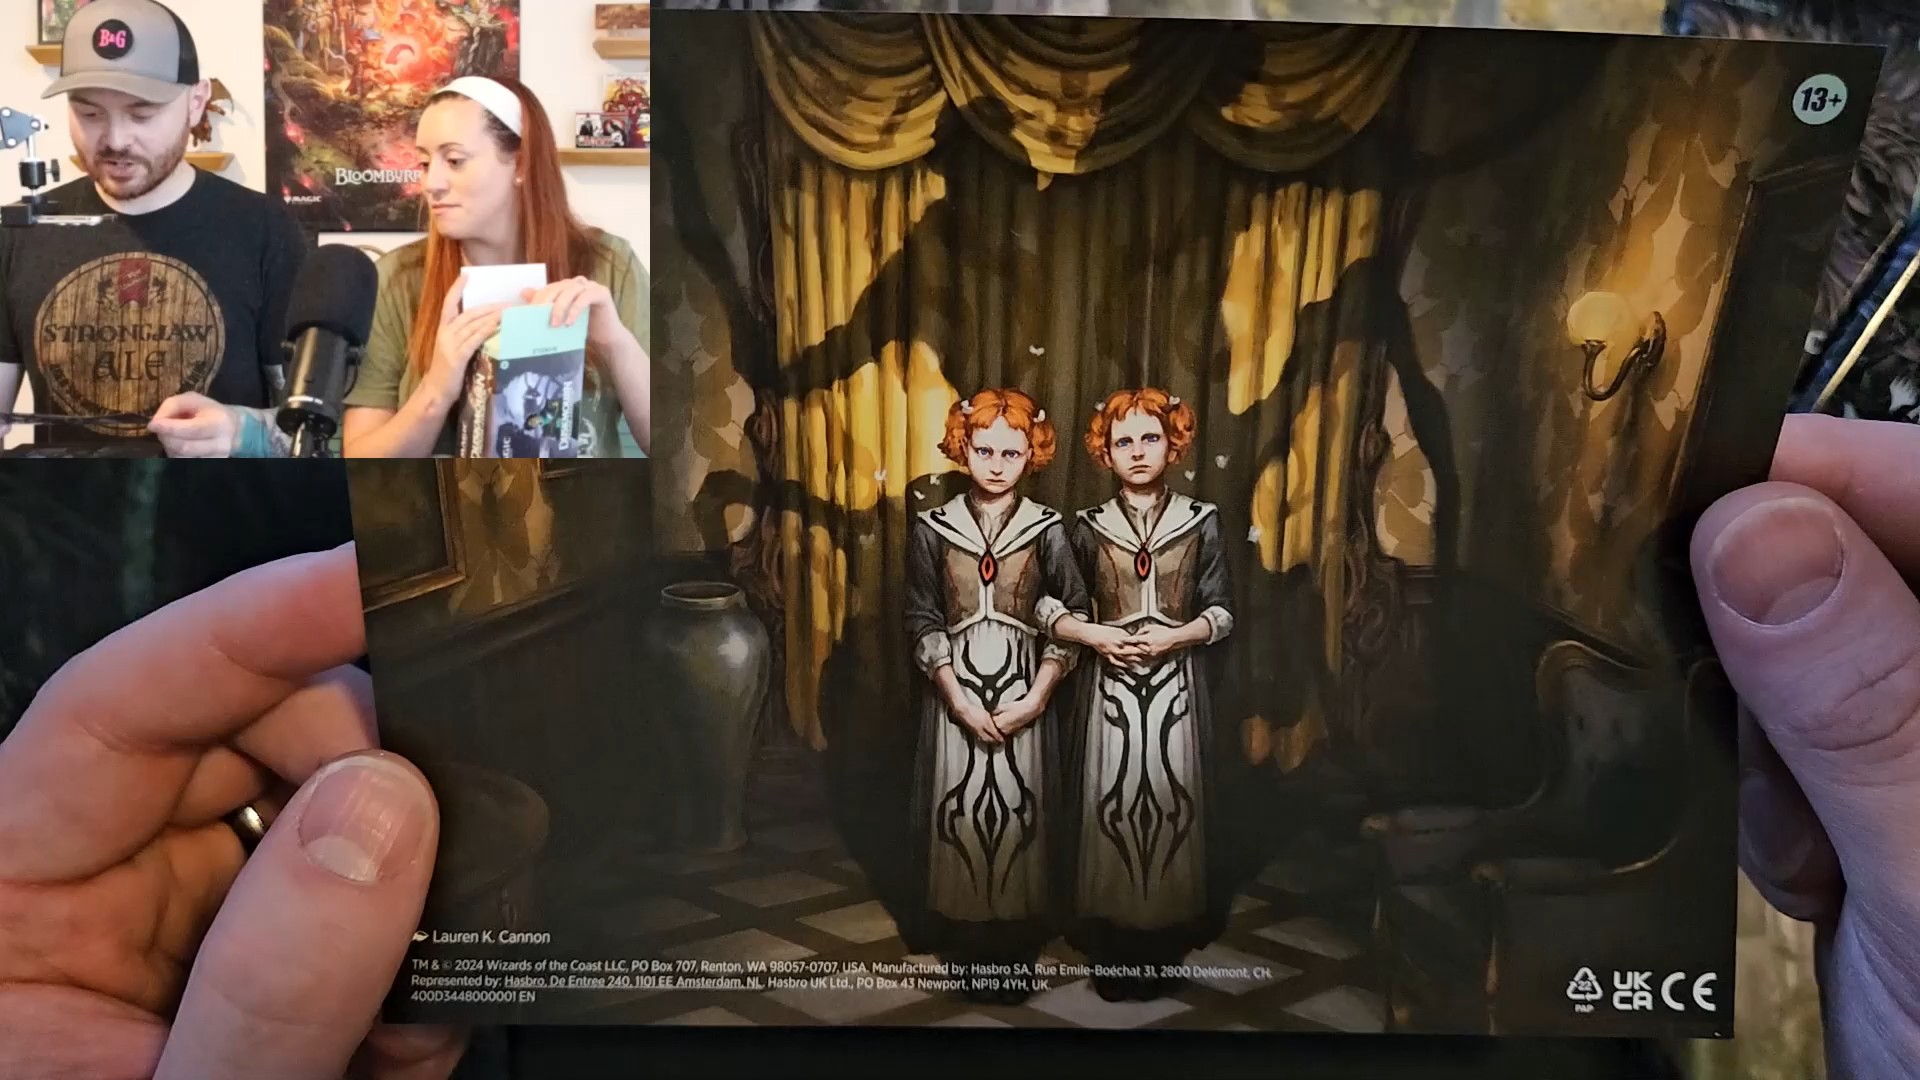 B&G
BLOOMBURR
MAGIC
STRONGJAW
ALE
13+
Lauren K. Cannon
TM & © 2024 Wizards of the Coast LLC, PO Box 707, Renton, WA 98057-0707, USA. Manufactured by: Hasbro SA, Rue Emile-Boéchat 31, 2800 Delémont, CH.
Represented by: Hasbro, De Entree 240, 1101 EE Amsterdam, NL. Hasbro UK Ltd., PO Box 43 Newport, NP19 4YH, UK.
400D3448000001 EN
22
PAP
UK
CA
CE